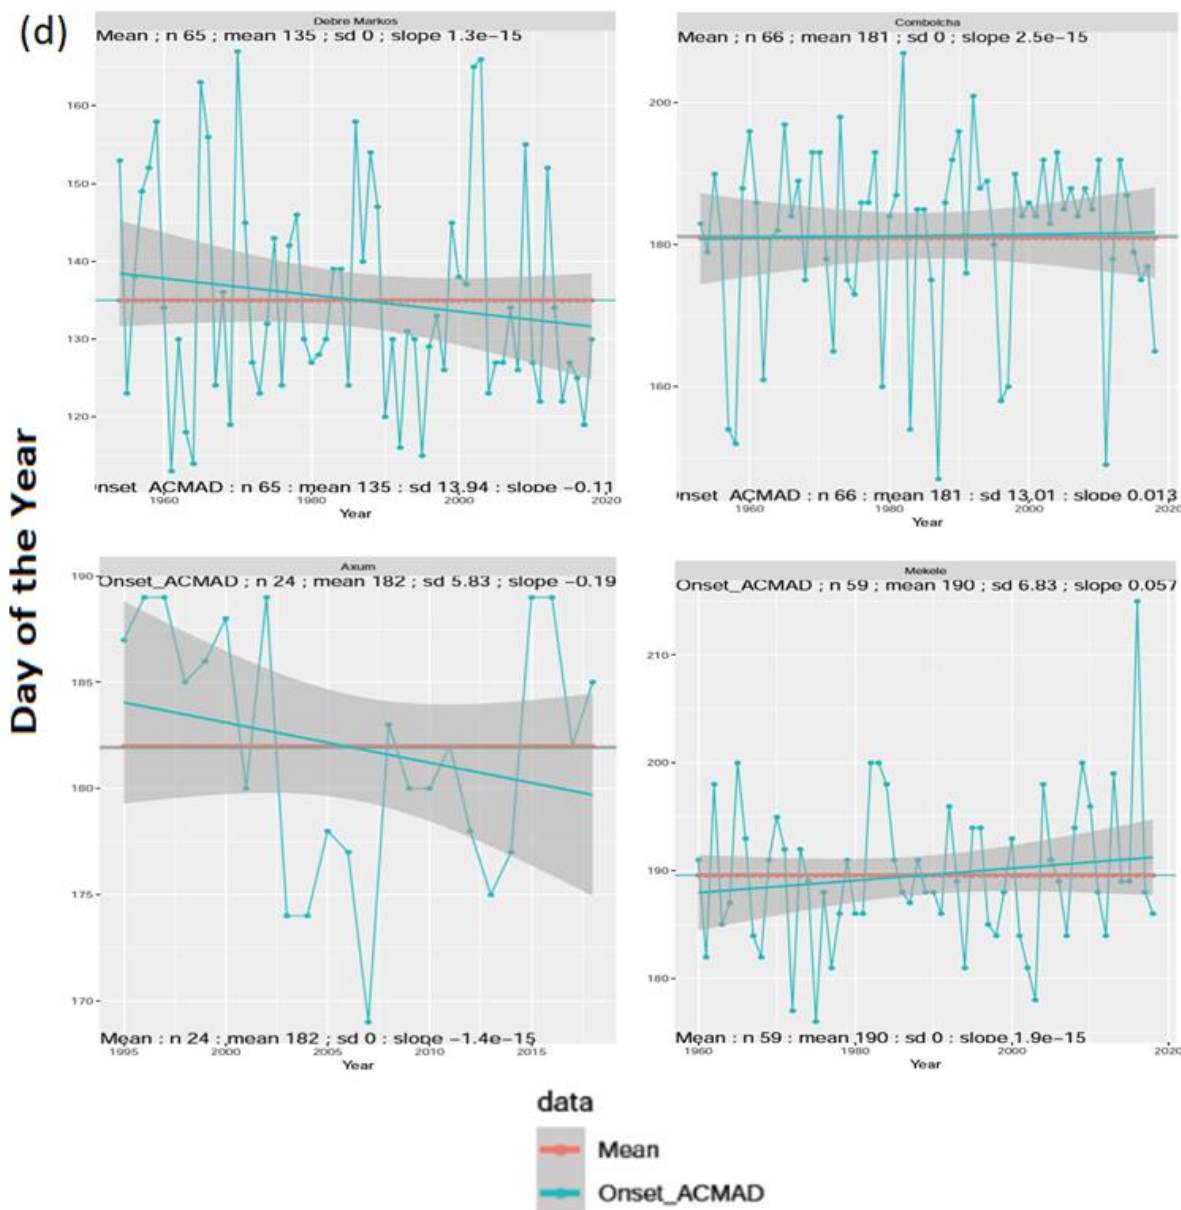 (d)
Day of the Year
Debre Markos
Mean ; n 65 ; mean 135 ; sd 0 ; slope 1.3e-15
160
150
140
130
120
nset_ACMAD ; n 65 ; mean 135 ; sd 13.94 ; slope -0.11
1960
1980
2000
2020
Year
Combolcha
Mean ; n 66 ; mean 181 ; sd 0 ; slope 2.5e-15
200
180
160
nset_ACMAD ; n 66 ; mean 181 ; sd 13.01 ; slope 0.013
1960
1980
2000
2020
Year
Axum
Onset_ACMAD ; n 24 ; mean 182 ; sd 5.83 ; slope -0.19
190
185
180
175
170
Mean ; n 24 ; mean 182 ; sd 0 ; slope -1.4e-15
1995
2000
2005
2010
2015
Year
Mekele
Onset_ACMAD ; n 59 ; mean 190 ; sd 6.83 ; slope 0.057
210
200
190
180
Mean ; n 59 ; mean 190 ; sd 0 ; slope 1.9e-15
1960
1980
2000
2020
Year
data
Mean
Onset_ACMAD